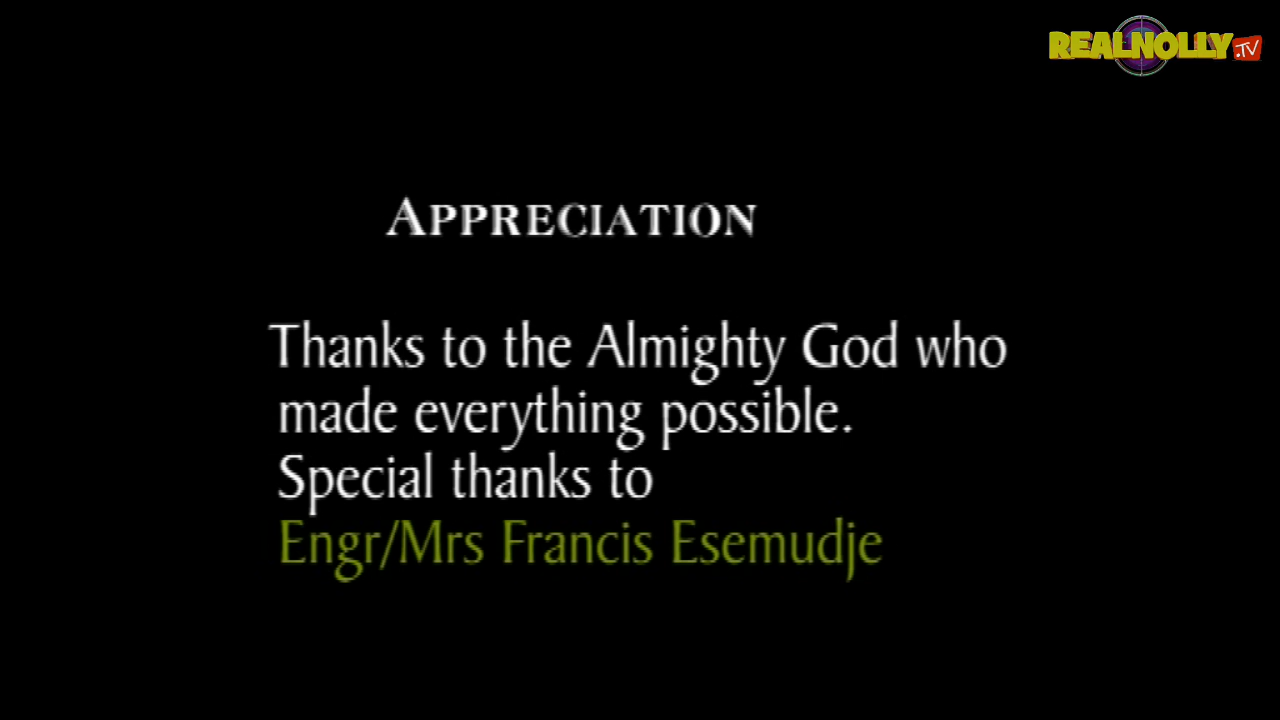 REALNOLLY.TV
APPRECIATION
Thanks to the Almighty God who
made everything possible.
Special thanks to
Engr/Mrs Francis Esemudje